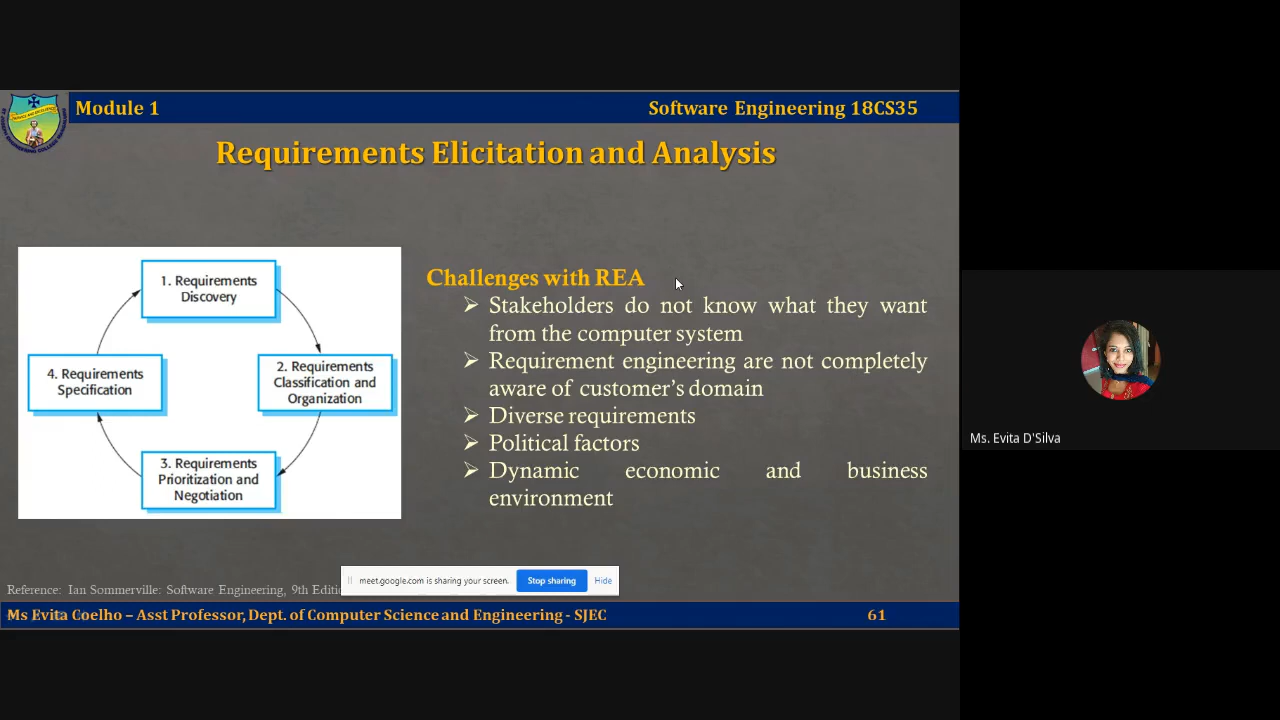 Module 1
Software Engineering 18CS35
Requirements Elicitation and Analysis
1. Requirements
Discovery
2. Requirements
Classification and
Organization
3. Requirements
Prioritization and
Negotiation
4. Requirements
Specification
Challenges with REA
Stakeholders do not know what they want
from the computer system
Requirement engineering are not completely
aware of customer's domain
Diverse requirements
Political factors
Dynamic economic and business
environment
Reference: Ian Sommerville: Software Engineering, 9th
meet.google.com is sharing your screen.
Stop sharing
Hide
Ms Evita Coelho – Asst Professor, Dept. of Computer Science and Engineering - SJEC
61
Ms. Evita D'Silva